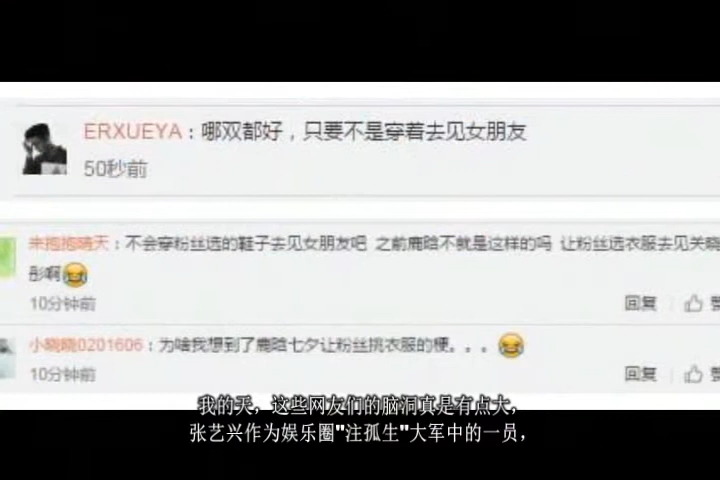 ERXUEYA：哪双都好，只要不是穿着去见女朋友
50秒前
未抱抱晴天：不会穿粉丝选的鞋子去见女朋友吧 之前鹿晗不就是这样的吗 让粉丝选衣服去见关晓
彤啊
10分钟前 回复 赞
小晓晓0201606：为啥我想到了鹿晗七夕让粉丝挑衣服的梗。。。
10分钟前 回复 赞
我的天，这些网友们的脑洞真是有点大，
张艺兴作为娱乐圈"注孤生"大军中的一员，